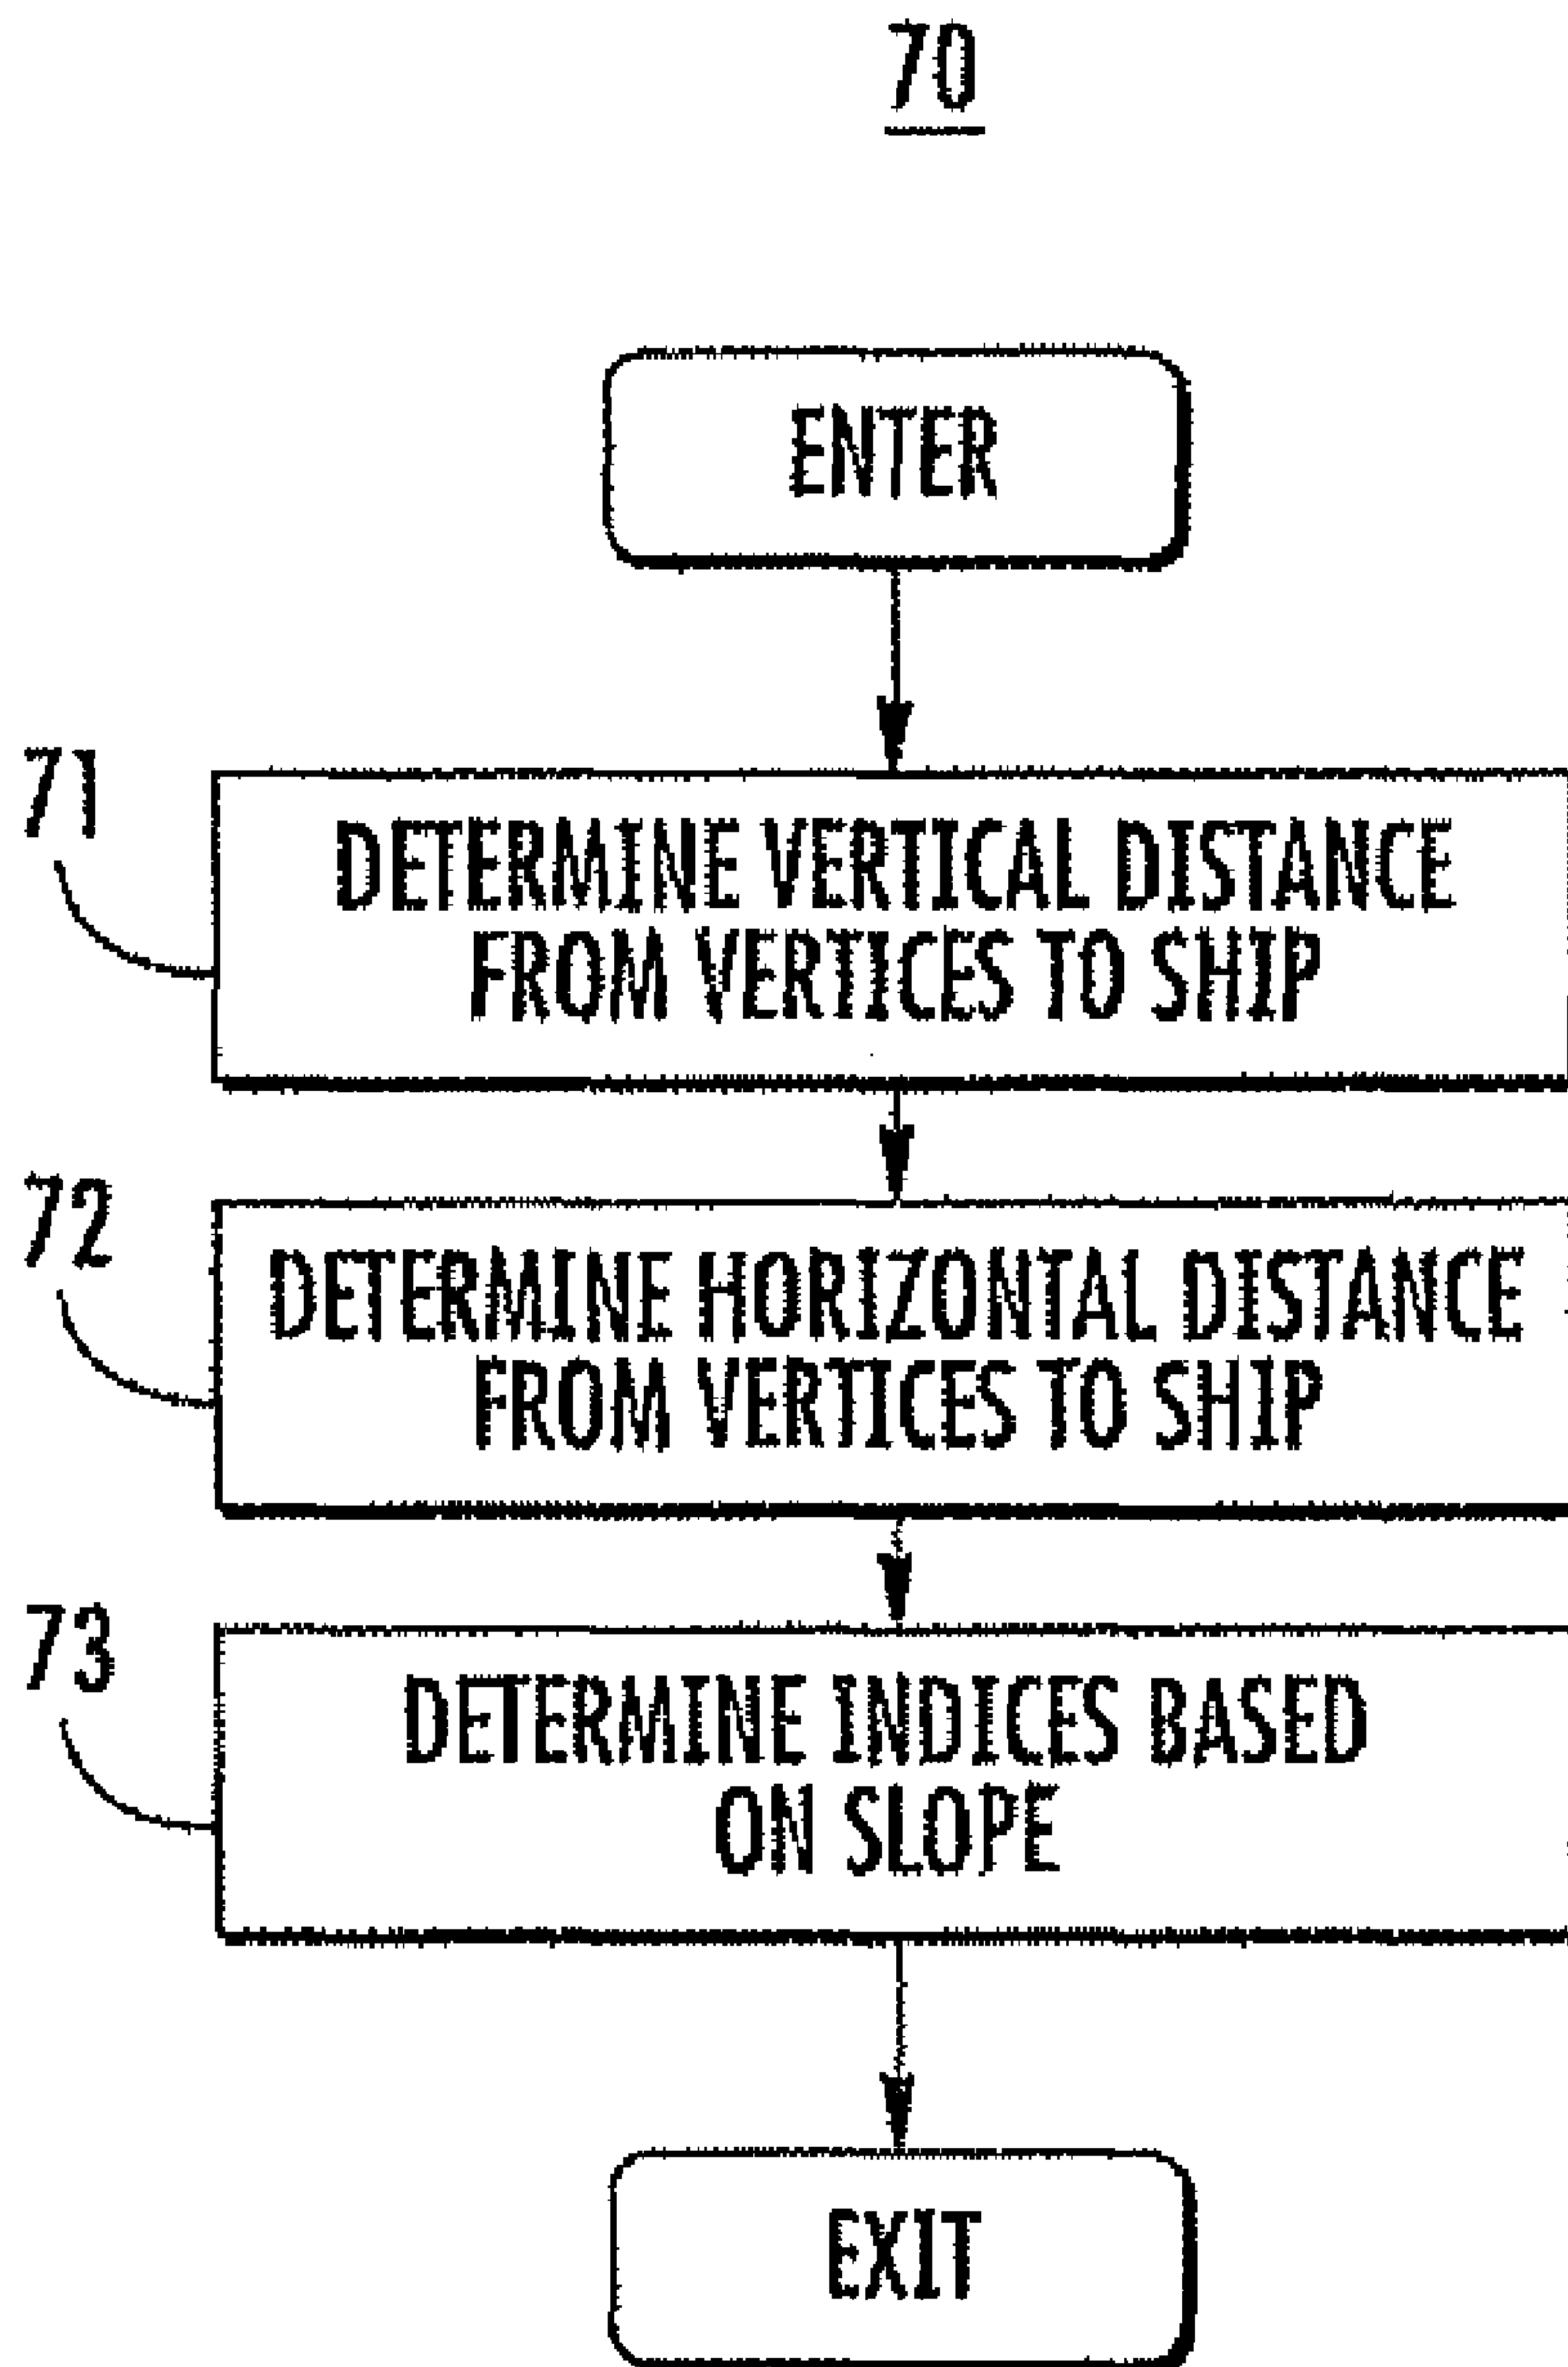 70
ENTER
71
DETERMINE VERTICAL DISTANCE
FROM VERTICES TO SHIP
72
DETERMINE HORIZONTAL DISTANCE
FROM VERTICES TO SHIP
73
DETERMINE INDICES BASED
ON SLOPE
EXIT